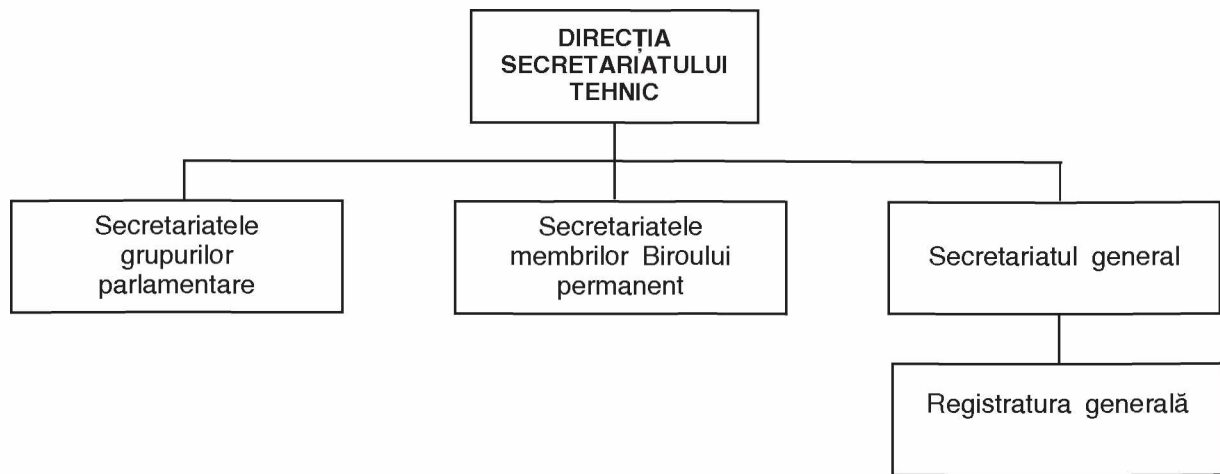 DIRECȚIA
SECRETARIATULUI
TEHNIC
Secretariatele
grupurilor
parlamentare
Secretariatele
membrilor Biroului
permanent
Secretariatul general
Registratura generală